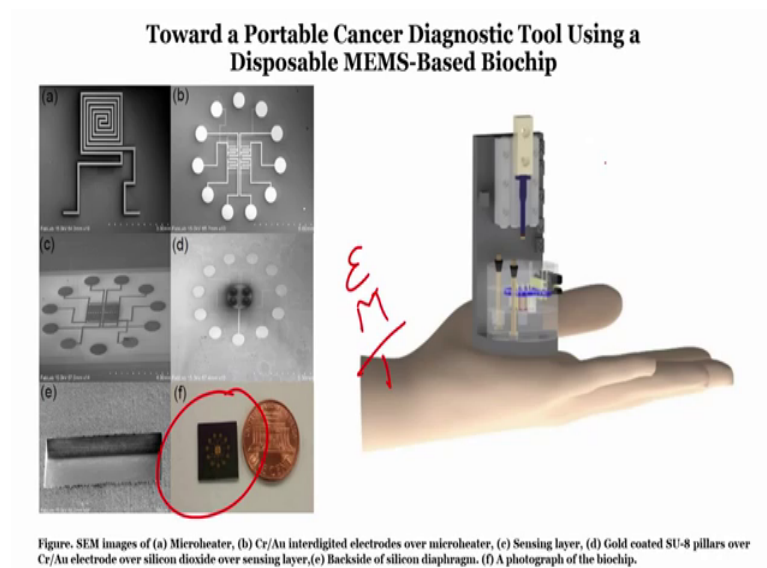 Toward a Portable Cancer Diagnostic Tool Using a
Disposable MEMS-Based Biochip
(a)
(b)
(c)
(d)
(e)
(f)
E
M
T
Figure. SEM images of (a) Microheater, (b) Cr/Au interdigited electrodes over microheater, (c) Sensing layer, (d) Gold coated SU-8 pillars over
Cr/Au electrode over silicon dioxide over sensing layer,(e) Backside of silicon diaphragm. (f) A photograph of the biochip.